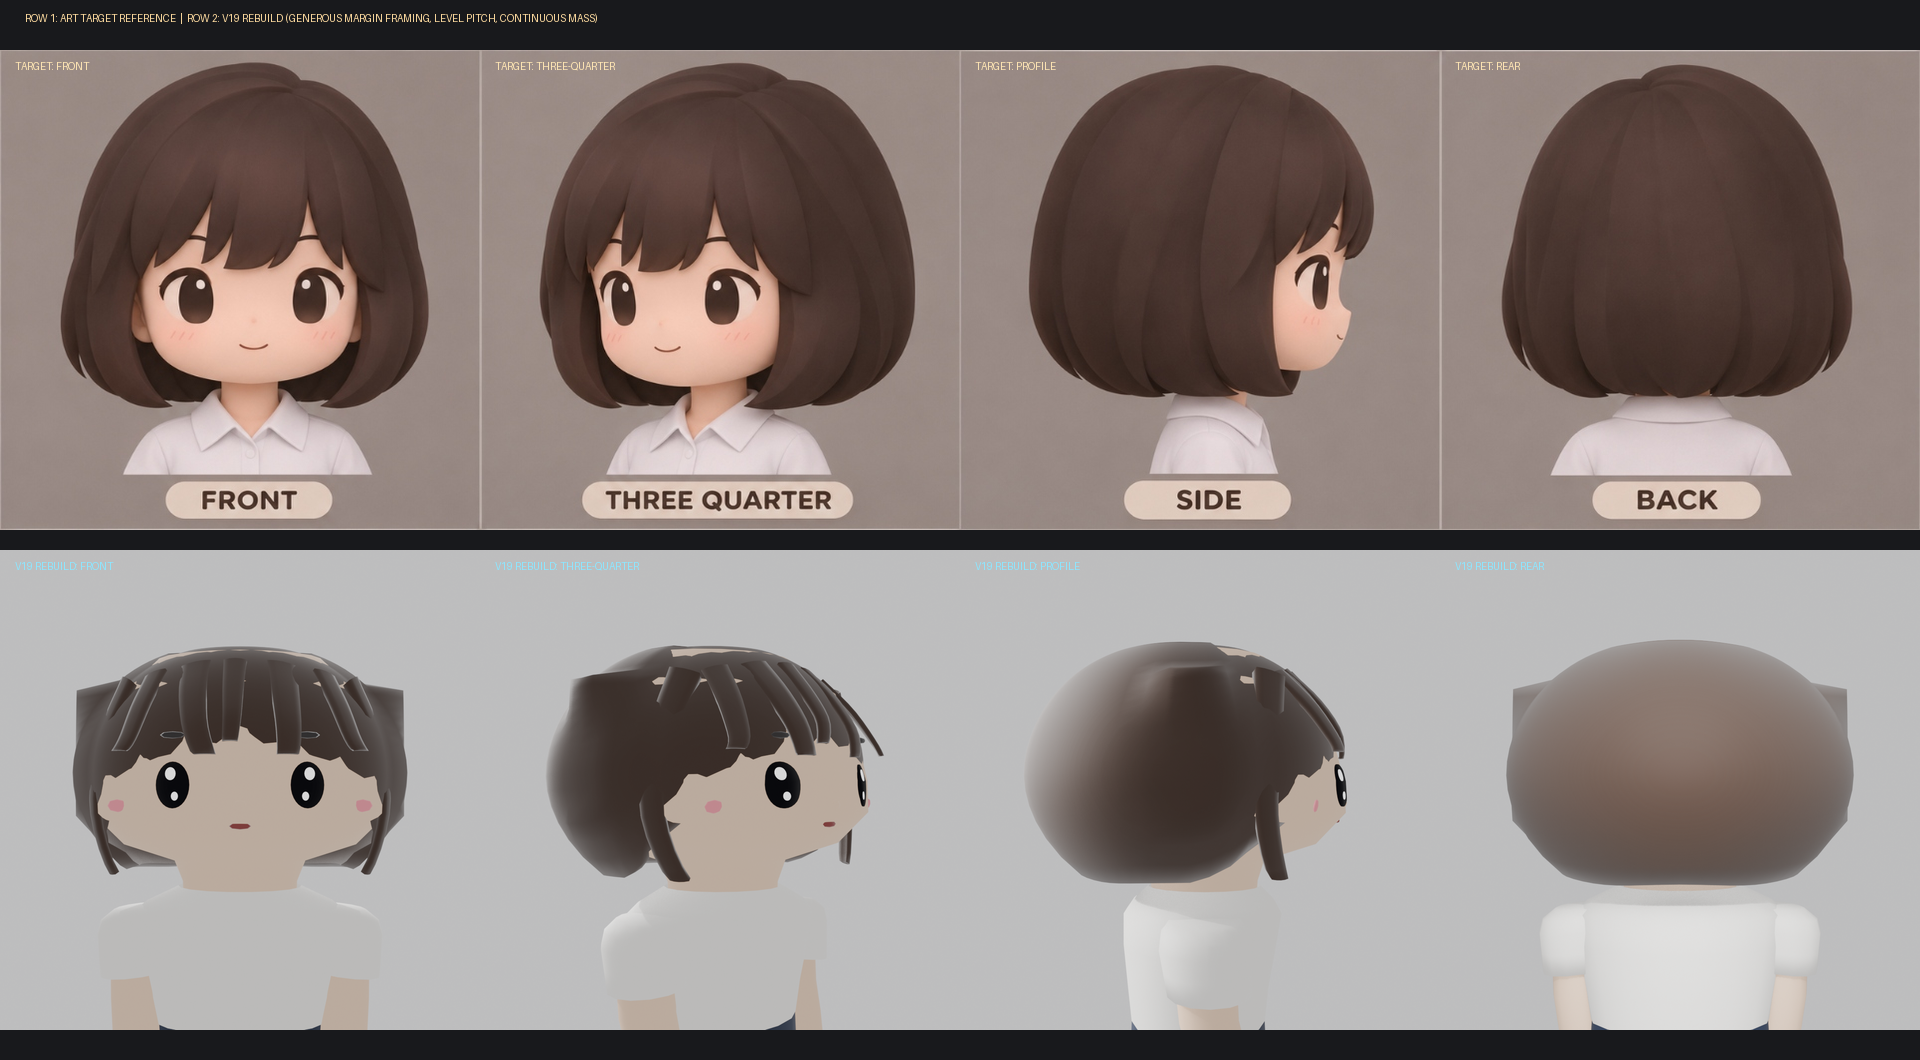 ROW 1: ART TARGET REFERENCE | ROW 2: V19 REBUILD (GENEROUS MARGIN FRAMING, LEVEL PITCH, CONTINUOUS MASS)
TARGET: FRONT
TARGET: THREE-QUARTER
TARGET: PROFILE
TARGET: REAR
FRONT
THREE QUARTER
SIDE
BACK
V19 REBUILD FRONT
V19 REBUILD THREE-QUARTER
V19 REBUILD PROFILE
V19 REBUILD REAR